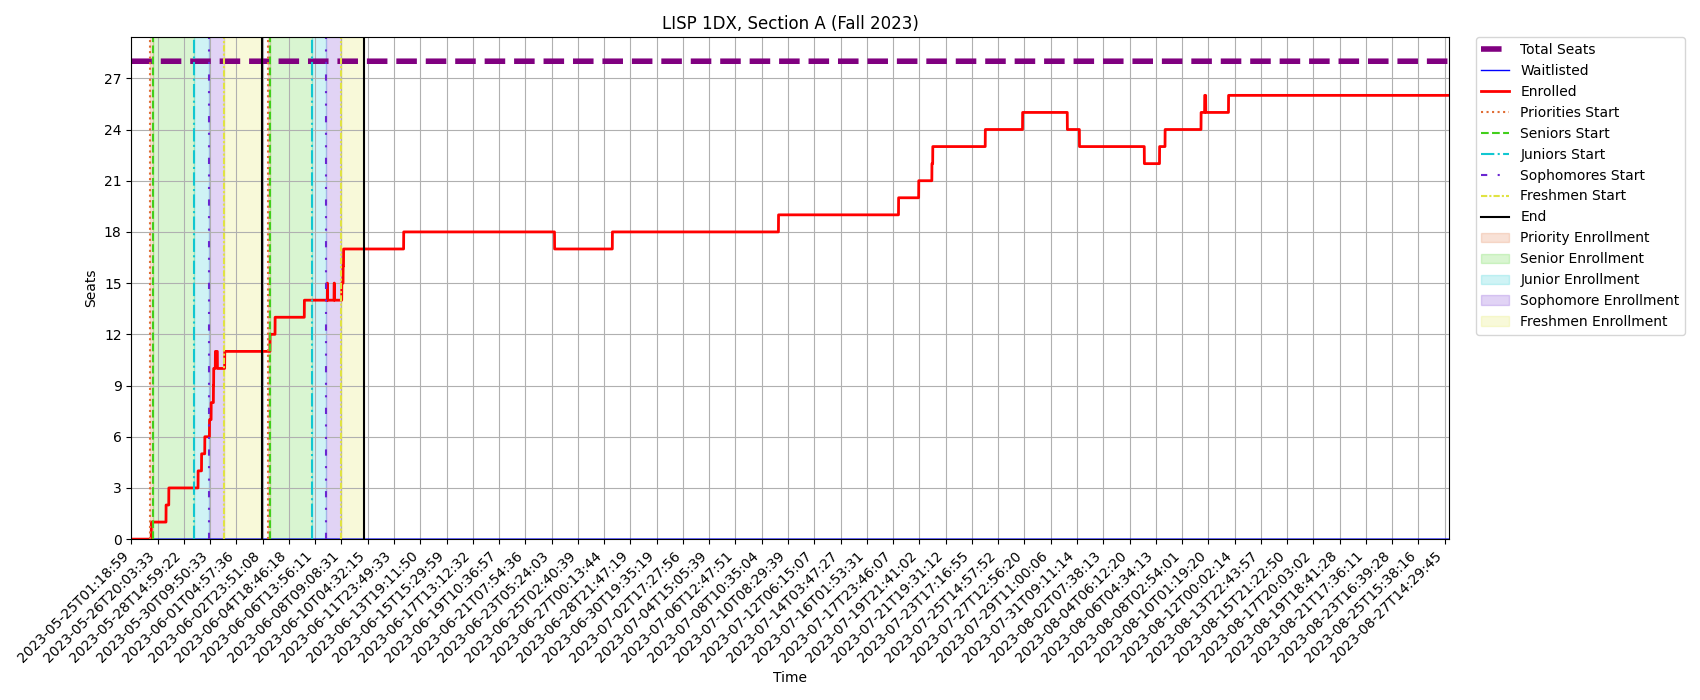 LISP 1DX, Section A (Fall 2023)
Total Seats
Waitlisted
Enrolled
Priorities Start
Seniors Start
Juniors Start
Sophomores Start
Freshmen Start
End
Priority Enrollment
Senior Enrollment
Junior Enrollment
Sophomore Enrollment
Freshmen Enrollment
Seats
27
24
21
18
15
12
9
6
3
0
2023-05-25T01:18:59
2023-05-26T20:03:33
2023-05-28T14:59:22
2023-05-30T09:50:33
2023-06-01T04:57:36
2023-06-02T23:51:08
2023-06-04T18:46:18
2023-06-06T13:56:11
2023-06-08T09:08:31
2023-06-10T04:32:15
2023-06-11T23:49:33
2023-06-13T19:11:50
2023-06-15T15:29:59
2023-06-17T13:12:32
2023-06-19T10:36:57
2023-06-21T07:54:36
2023-06-23T05:24:03
2023-06-25T02:40:39
2023-06-27T00:13:44
2023-06-28T21:47:19
2023-06-30T19:35:19
2023-07-02T17:27:56
2023-07-04T15:05:39
2023-07-06T12:47:51
2023-07-08T10:35:04
2023-07-10T08:29:39
2023-07-12T06:15:07
2023-07-14T03:47:27
2023-07-16T01:53:31
2023-07-17T23:46:07
2023-07-19T21:41:02
2023-07-21T19:31:12
2023-07-23T17:16:55
2023-07-25T14:57:52
2023-07-27T12:56:20
2023-07-29T11:00:06
2023-07-31T09:11:14
2023-08-02T07:38:13
2023-08-04T06:12:20
2023-08-06T04:34:13
2023-08-08T02:54:01
2023-08-10T01:19:20
2023-08-12T00:02:14
2023-08-13T22:43:57
2023-08-15T21:22:50
2023-08-17T20:03:02
2023-08-19T18:41:28
2023-08-21T17:36:11
2023-08-23T16:39:28
2023-08-25T15:38:16
2023-08-27T14:29:45
Time